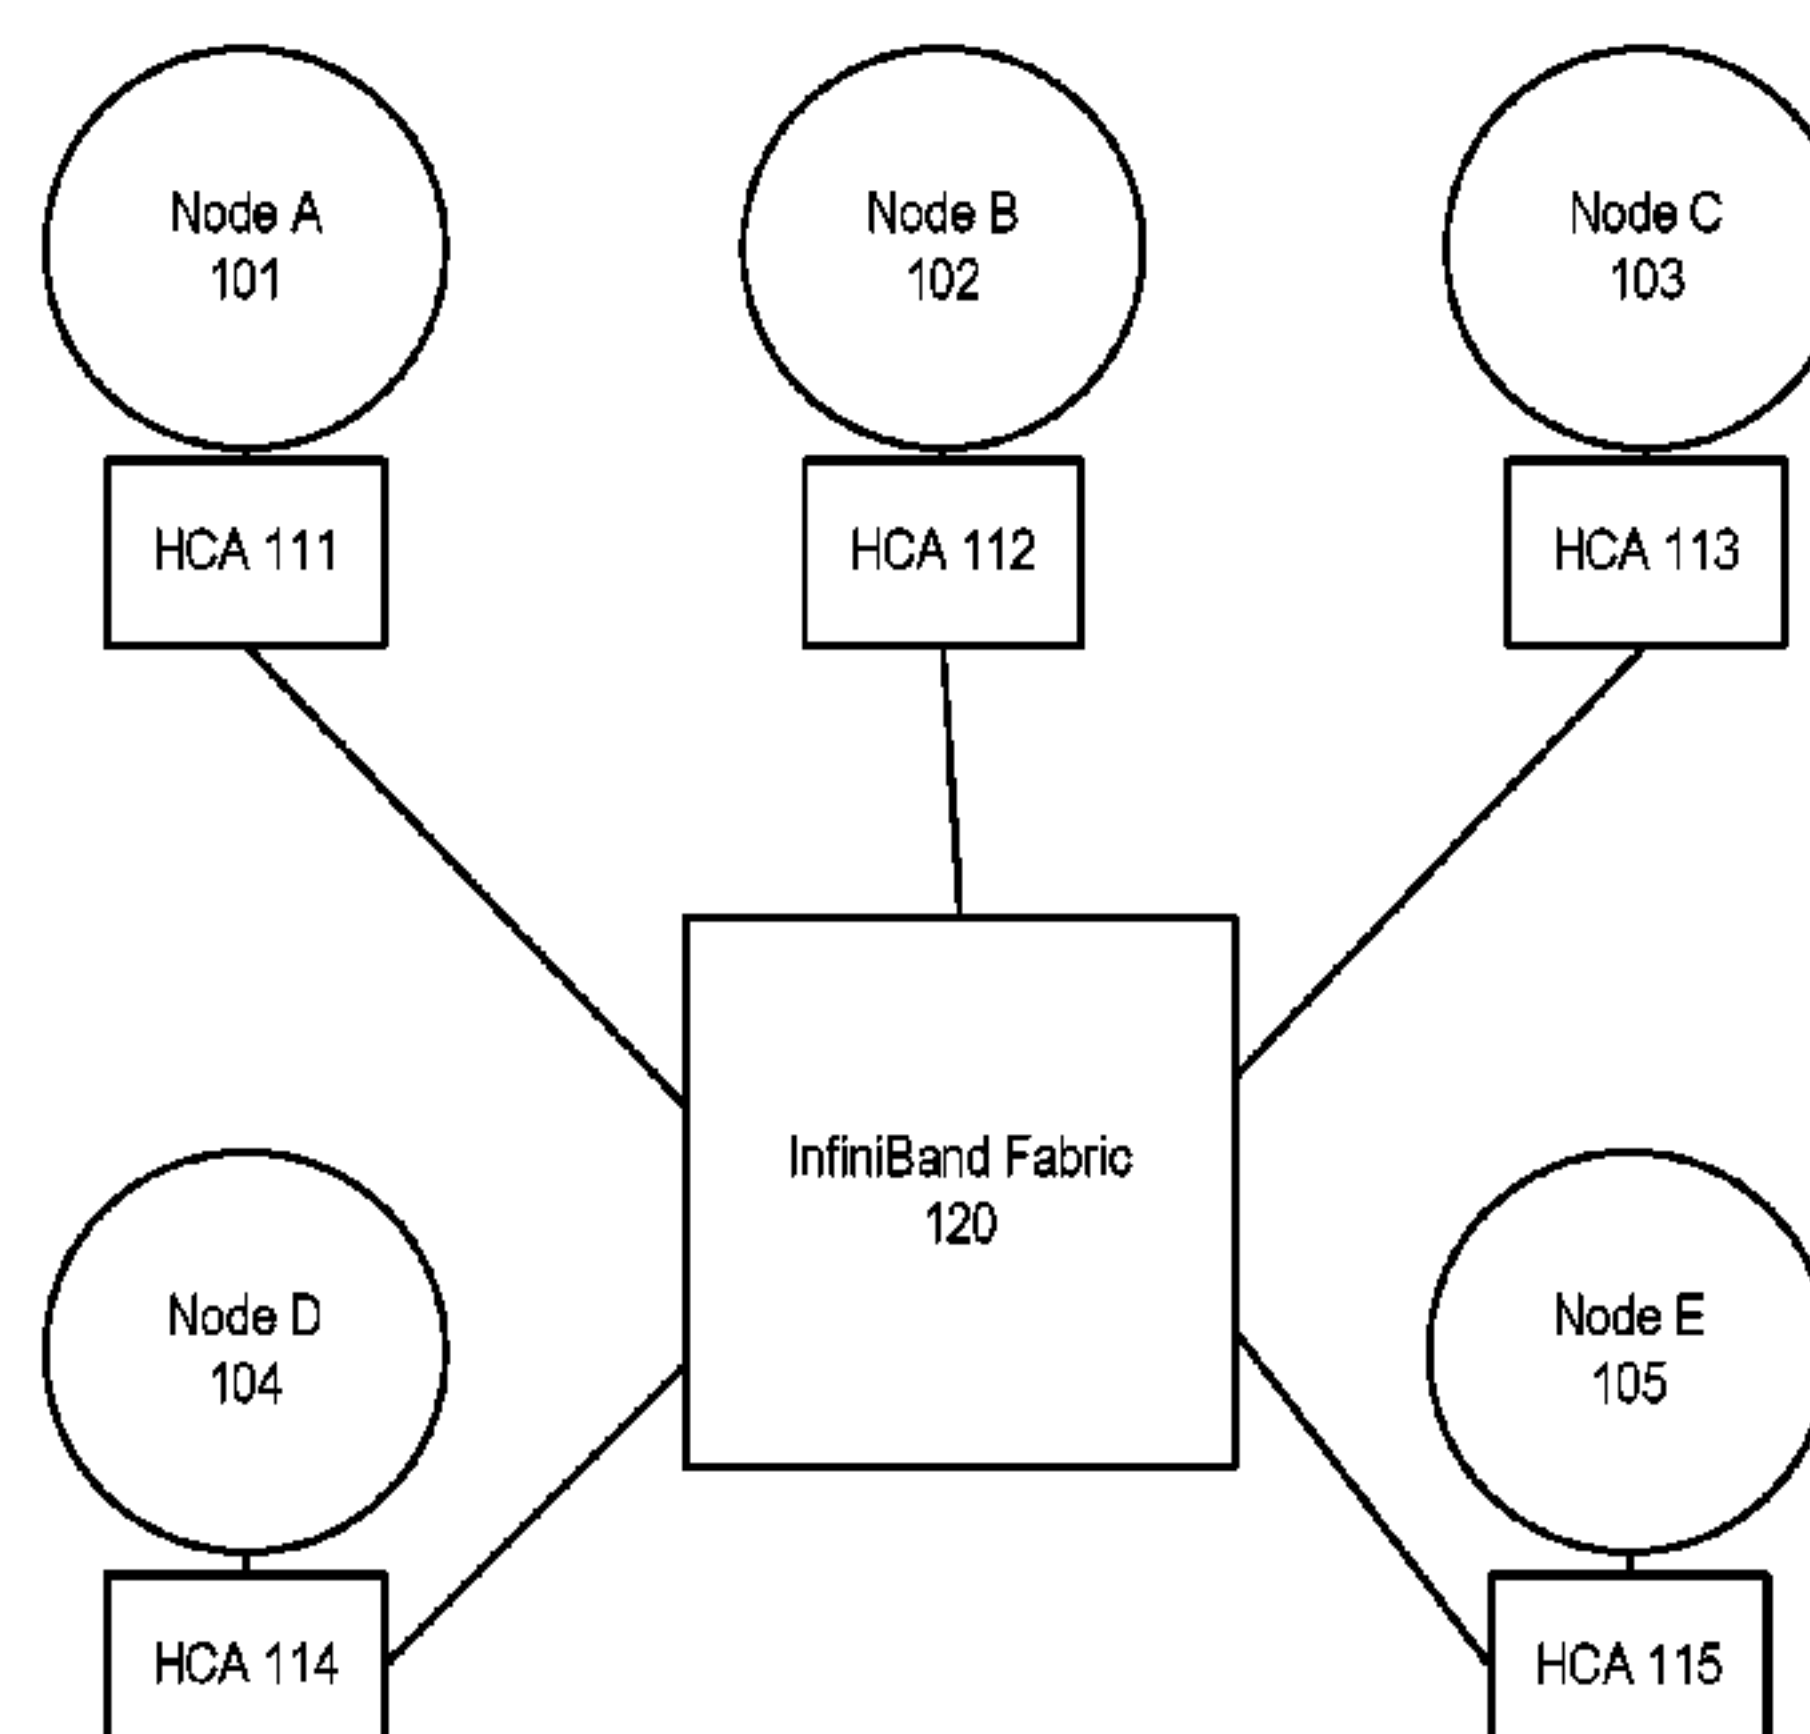 Node A
101
Node B
102
Node C
103
HCA 111
HCA 112
HCA 113
InfiniBand Fabric
120
Node D
104
Node E
105
HCA 114
HCA 115